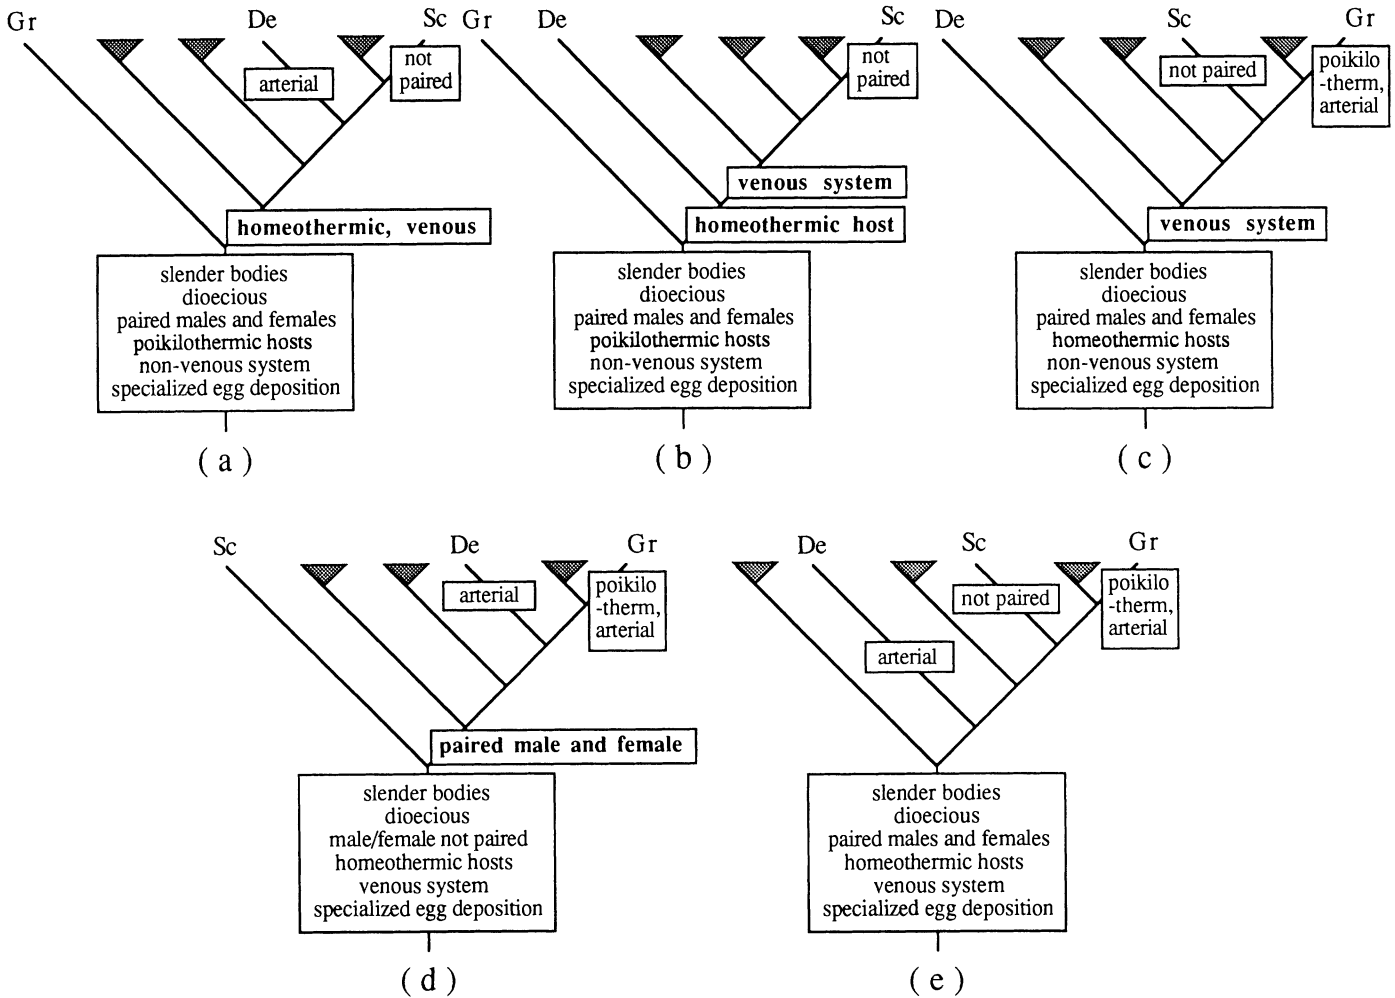 Gr
De
Sc
arterial
not
paired
homeothermic, venous
slender bodies
dioecious
paired males and females
poikilothermic hosts
non-venous system
specialized egg deposition
( a )
Gr
De
Sc
not
paired
venous system
homeothermic host
slender bodies
dioecious
paired males and females
poikilothermic hosts
non-venous system
specialized egg deposition
( b )
De
Sc
Gr
not paired
poikilo
-therm,
arterial
venous system
slender bodies
dioecious
paired males and females
homeothermic hosts
non-venous system
specialized egg deposition
( c )
Sc
De
Gr
arterial
poikilo
-therm,
arterial
paired male and female
slender bodies
dioecious
male/female not paired
homeothermic hosts
venous system
specialized egg deposition
( d )
De
Sc
Gr
arterial
not paired
poikilo
-therm,
arterial
slender bodies
dioecious
paired males and females
homeothermic hosts
venous system
specialized egg deposition
( e )